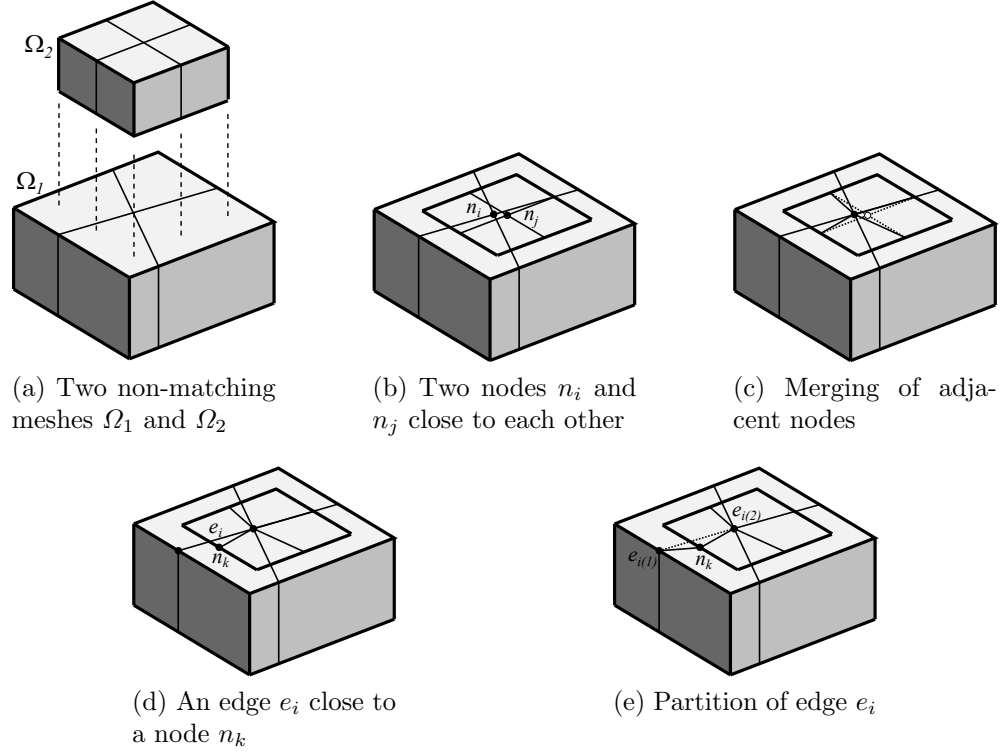 Ω₂
Ω₁
(a) Two non-matching
meshes Ω₁ and Ω₂
nᵢ
nⱼ
(b) Two nodes nᵢ and
nⱼ close to each other
(c) Merging of adja-
cent nodes
eᵢ
nₖ
(d) An edge eᵢ close to
a node nₖ
eᵢ₍₂₎
eᵢ₍₁₎
nₖ
(e) Partition of edge eᵢ